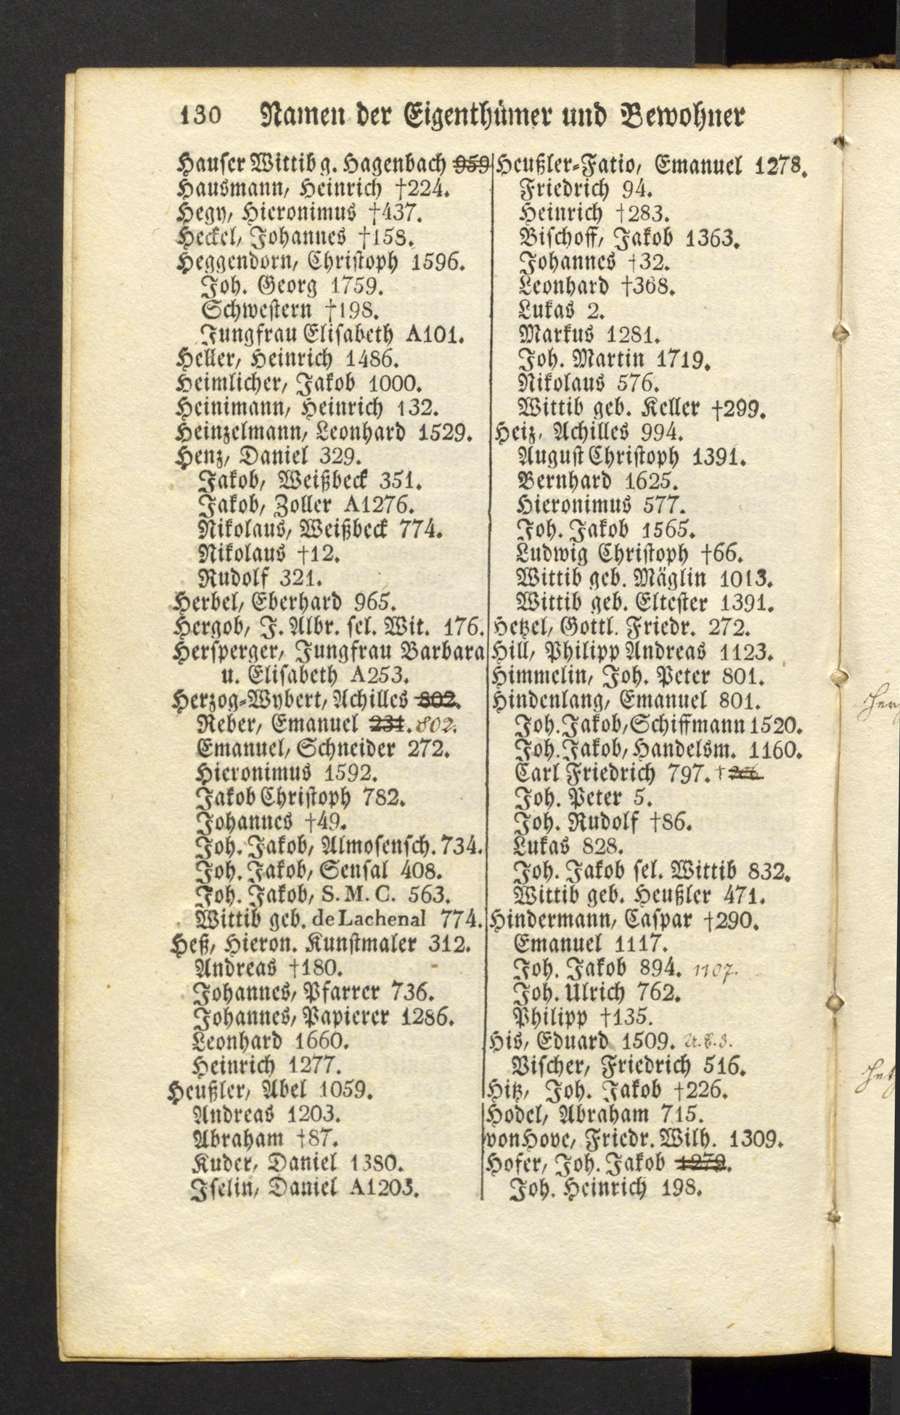 130 Namen der Eigenthümer und Bewohner
Hauser Wittib g. Hagenbach 959
Hausmann, Heinrich †224.
Hegy, Hieronimus †437.
Heckel, Johannes †158.
Heggendorn, Christoph 1596.
Joh. Georg 1759.
Schwestern †198.
Jungfrau Elisabeth A101.
Heller, Heinrich 1486.
Heimlicher, Jakob 1000.
Heinimann, Heinrich 132.
Heinzelmann, Leonhard 1529.
Henz, Daniel 329.
Jakob, Weißbeck 351.
Jakob, Zoller A1276.
Nikolaus, Weißbeck 774.
Nikolaus †12.
Rudolf 321.
Herbel, Eberhard 965.
Hergob, J. Albr. sel. Wit. 176.
Hersperger, Jungfrau Barbara
u. Elisabeth A253.
Herzog-Wybert, Achilles 802.
Reber, Emanuel 231. 802.
Emanuel, Schneider 272.
Hieronimus 1592.
Jakob Christoph 782.
Johannes †49.
Joh. Jakob, Almosensch. 734.
Joh. Jakob, Sensal 408.
Joh. Jakob, S. M. C. 563.
Wittib geb. de Lachenal 774.
Heß, Hieron. Kunstmaler 312.
Andreas †180.
Johannes, Pfarrer 736.
Johannes, Papierer 1286.
Leonhard 1660.
Heinrich 1277.
Heußler, Abel 1059.
Andreas 1203.
Abraham †87.
Kuder, Daniel 1380.
Iselin, Daniel A1203.
Heußler-Fatio, Emanuel 1278.
Friedrich 94.
Heinrich †283.
Bischoff, Jakob 1363.
Johannes †32.
Leonhard †368.
Lukas 2.
Markus 1281.
Joh. Martin 1719.
Nikolaus 576.
Wittib geb. Keller †299.
Heiz, Achilles 994.
August Christoph 1391.
Bernhard 1625.
Hieronimus 577.
Joh. Jakob 1565.
Ludwig Christoph †66.
Wittib geb. Mäglin 1013.
Wittib geb. Eltester 1391.
Hetzel, Gottl. Friedr. 272.
Hill, Philipp Andreas 1123.
Himmelin, Joh. Peter 801.
Hindenlang, Emanuel 801.
Joh. Jakob, Schiffmann 1520.
Joh. Jakob, Handelsm. 1160.
Carl Friedrich 797. †
Joh. Peter 5.
Joh. Rudolf †86.
Lukas 828.
Joh. Jakob sel. Wittib 832.
Wittib geb. Heußler 471.
Hindermann, Caspar †290.
Emanuel 1117.
Joh. Jakob 894. 1107.
Joh. Ulrich 762.
Philipp †135.
His, Eduard 1509.
Vischer, Friedrich 516.
Hitz, Joh. Jakob †226.
Hodel, Abraham 715.
von Hove, Friedr. Wilh. 1309.
Hofer, Joh. Jakob 1279.
Joh. Heinrich 198.